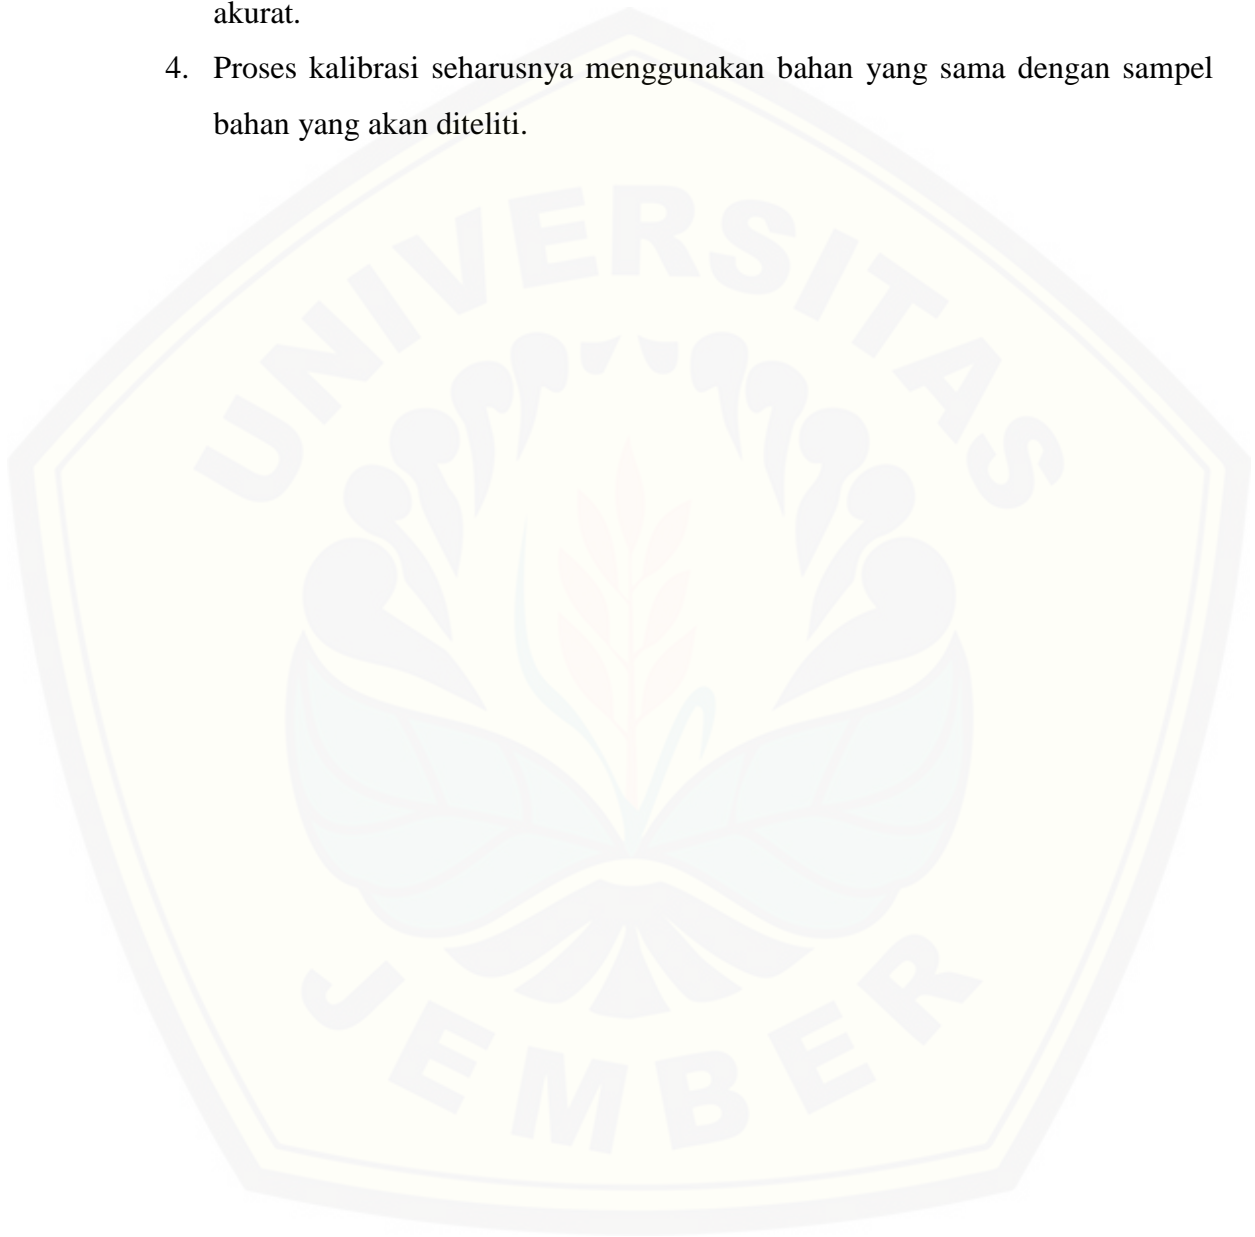 akurat.
4. Proses kalibrasi seharusnya menggunakan bahan yang sama dengan sampel
bahan yang akan diteliti.
UNIVERSITAS
JEMBER